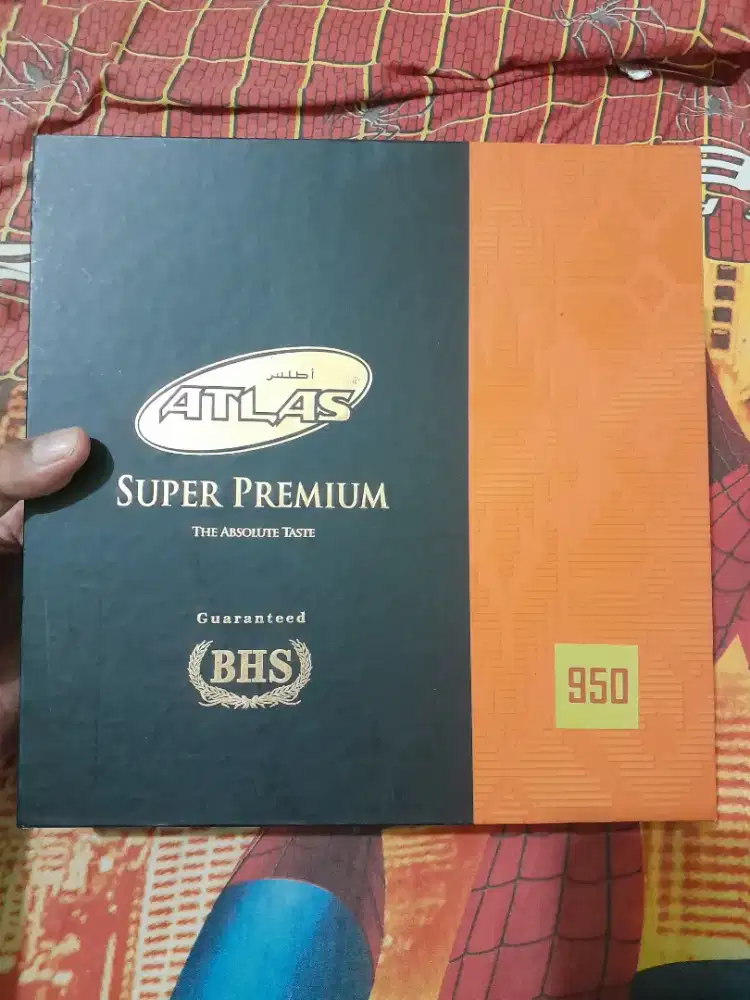 أطلس
ATLAS
SUPER PREMIUM
THE ABSOLUTE TASTE
Guaranteed
BHS
950